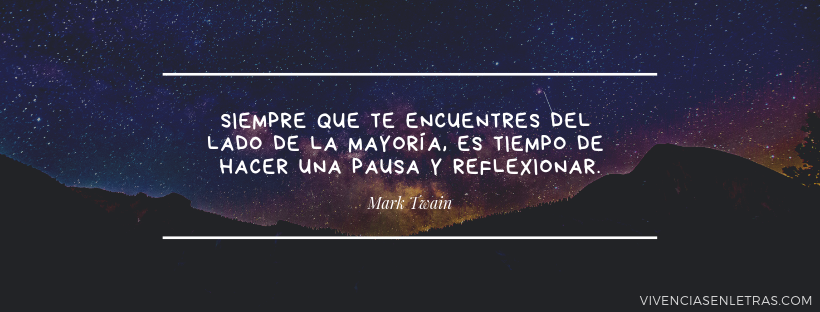 SIEMPRE QUE TE ENCUENTRES DEL
LADO DE LA MAYORÍA, ES TIEMPO DE
HACER UNA PAUSA Y REFLEXIONAR.
Mark Twain
VIVENCIASENLETRAS.COM